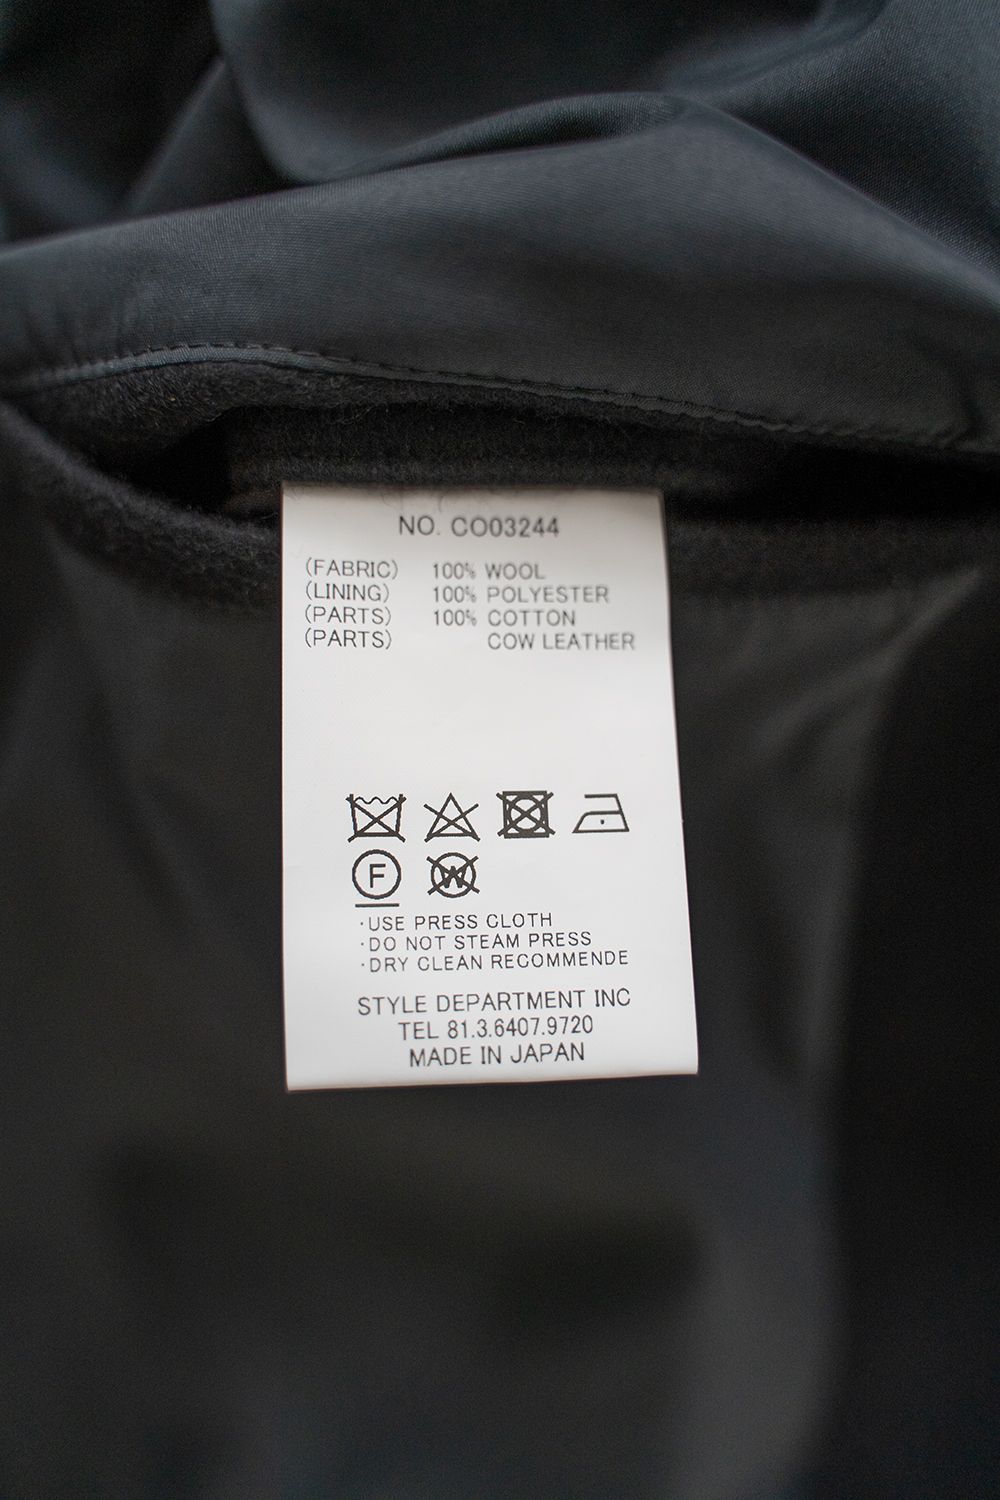 NO. CO03244
(FABRIC) 100% WOOL
(LINING) 100% POLYESTER
(PARTS) 100% COTTON
(PARTS) COW LEATHER
F W
·USE PRESS CLOTH
·DO NOT STEAM PRESS
·DRY CLEAN RECOMMENDE
STYLE DEPARTMENT INC
TEL 81.3.6407.9720
MADE IN JAPAN